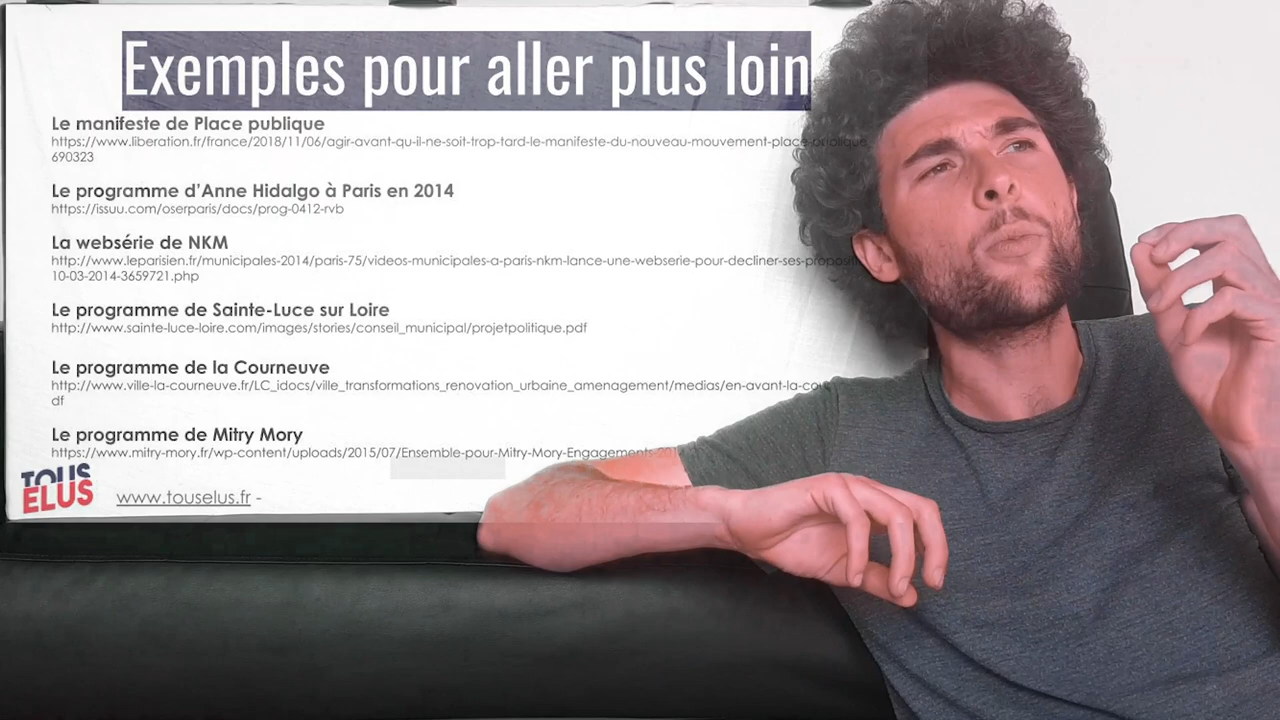 Exemples pour aller plus loin
Le manifeste de Place publique
https://www.liberation.fr/france/2018/11/06/agir-avant-qu-il-ne-soit-trop-tard-le-manifeste-du-nouveau-mouvement-place-publique_
690323
Le programme d'Anne Hidalgo à Paris en 2014
https://issuu.com/oserparis/docs/prog-0412-rvb
La websérie de NKM
http://www.leparisien.fr/municipales-2014/paris-75/videos-municipales-a-paris-nkm-lance-une-webserie-pour-decliner-ses-proposit
10-03-2014-3659721.php
Le programme de Sainte-Luce sur Loire
http://www.sainte-luce-loire.com/images/stories/conseil_municipal/projetpolitique.pdf
Le programme de la Courneuve
http://www.ville-la-courneuve.fr/LC_idocs/ville_transformations_renovation_urbaine_amenagement/medias/en-avant-la-cou
df
Le programme de Mitry Mory
https://www.mitry-mory.fr/wp-content/uploads/2015/07/Ensemble-pour-Mitry-Mory-Engagements-201
TOUS
ELUS
www.touselus.fr -